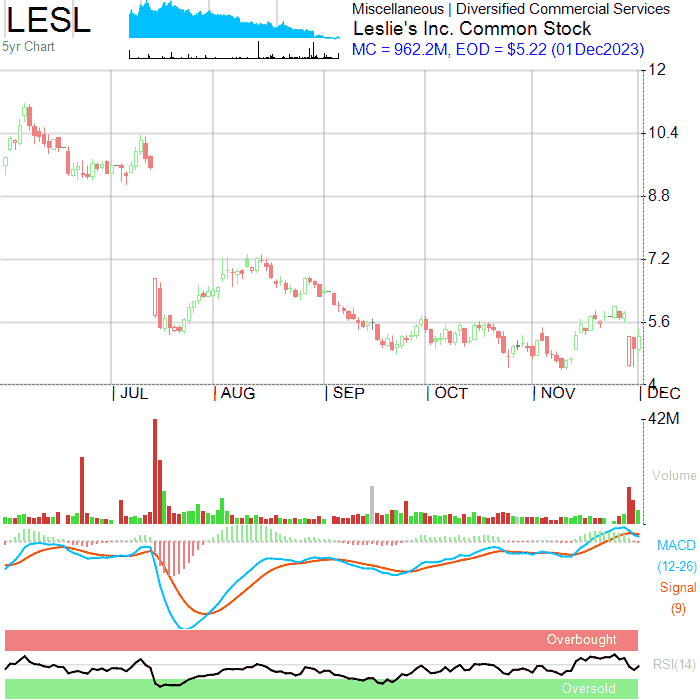 LESL
5yr Chart
Miscellaneous | Diversified Commercial Services
Leslie's Inc. Common Stock
MC = 962.2M, EOD = $5.22 (01Dec2023)
12
10.4
8.8
7.2
5.6
4
| JUL | AUG | SEP | OCT | NOV | DEC
42M
Volume
MACD
(12-26)
Signal
(9)
Overbought
RSI(14)
Oversold